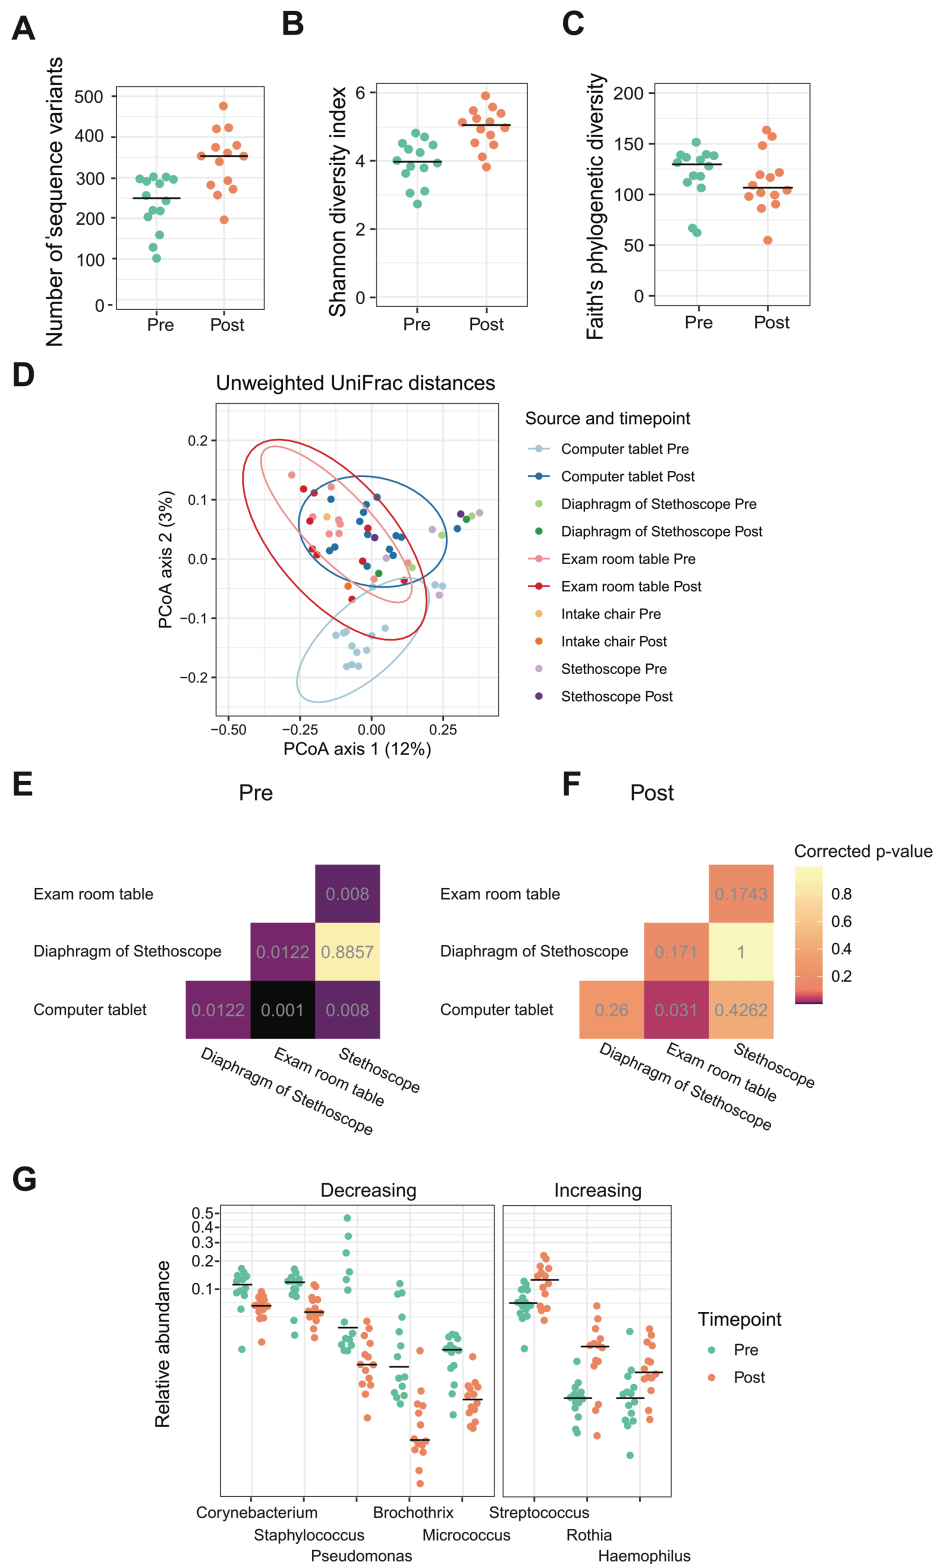 A
B
C
Number of sequence variants
500
400
300
200
100
0
Pre
Post
Shannon diversity index
6
4
2
0
Pre
Post
Faith's phylogenetic diversity
200
150
100
50
0
Pre
Post
D
Unweighted UniFrac distances
PCoA axis 2 (3%)
0.2
0.1
0.0
−0.1
−0.2
−0.50
−0.25
0.00
0.25
PCoA axis 1 (12%)
Source and timepoint
Computer tablet Pre
Computer tablet Post
Diaphragm of Stethoscope Pre
Diaphragm of Stethoscope Post
Exam room table Pre
Exam room table Post
Intake chair Pre
Intake chair Post
Stethoscope Pre
Stethoscope Post
E
Pre
Exam room table
0.008
Diaphragm of Stethoscope
0.0122
0.8857
Computer tablet
0.0122
0.001
0.008
Diaphragm of Stethoscope
Exam room table
Stethoscope
F
Post
Exam room table
0.1743
Diaphragm of Stethoscope
0.171
1
Computer tablet
0.26
0.031
0.4262
Diaphragm of Stethoscope
Exam room table
Stethoscope
Corrected p-value
0.8
0.6
0.4
0.2
G
Decreasing
Increasing
Relative abundance
0.5
0.4
0.3
0.2
0.1
Corynebacterium
Staphylococcus
Pseudomonas
Brochothrix
Micrococcus
Streptococcus
Rothia
Haemophilus
Timepoint
Pre
Post